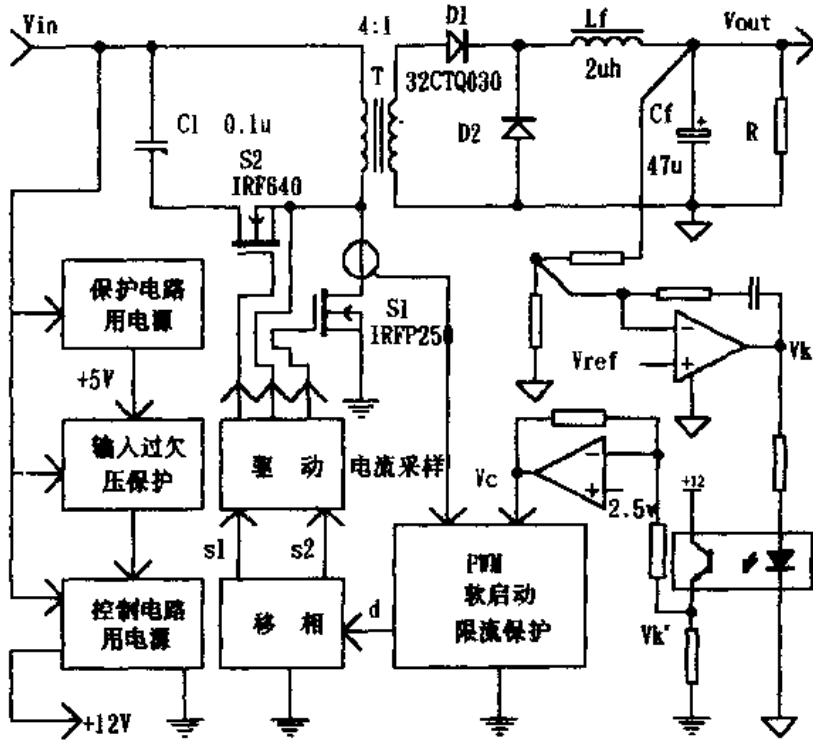 Vin
4:1
D1
Lf
Vout
T
32CTQ030
2uh
C1 0.1u
D2
Cf
R
S2
IRF640
47u
保护电路
用电源
S1
IRFP250
+5V
Vref
Vk
输入过欠
压保护
驱 动
电流采样
Vc
2.5v
+12
s1
s2
PWM
软启动
限流保护
控制电路
用电源
移 相
d
Vk'
+12V